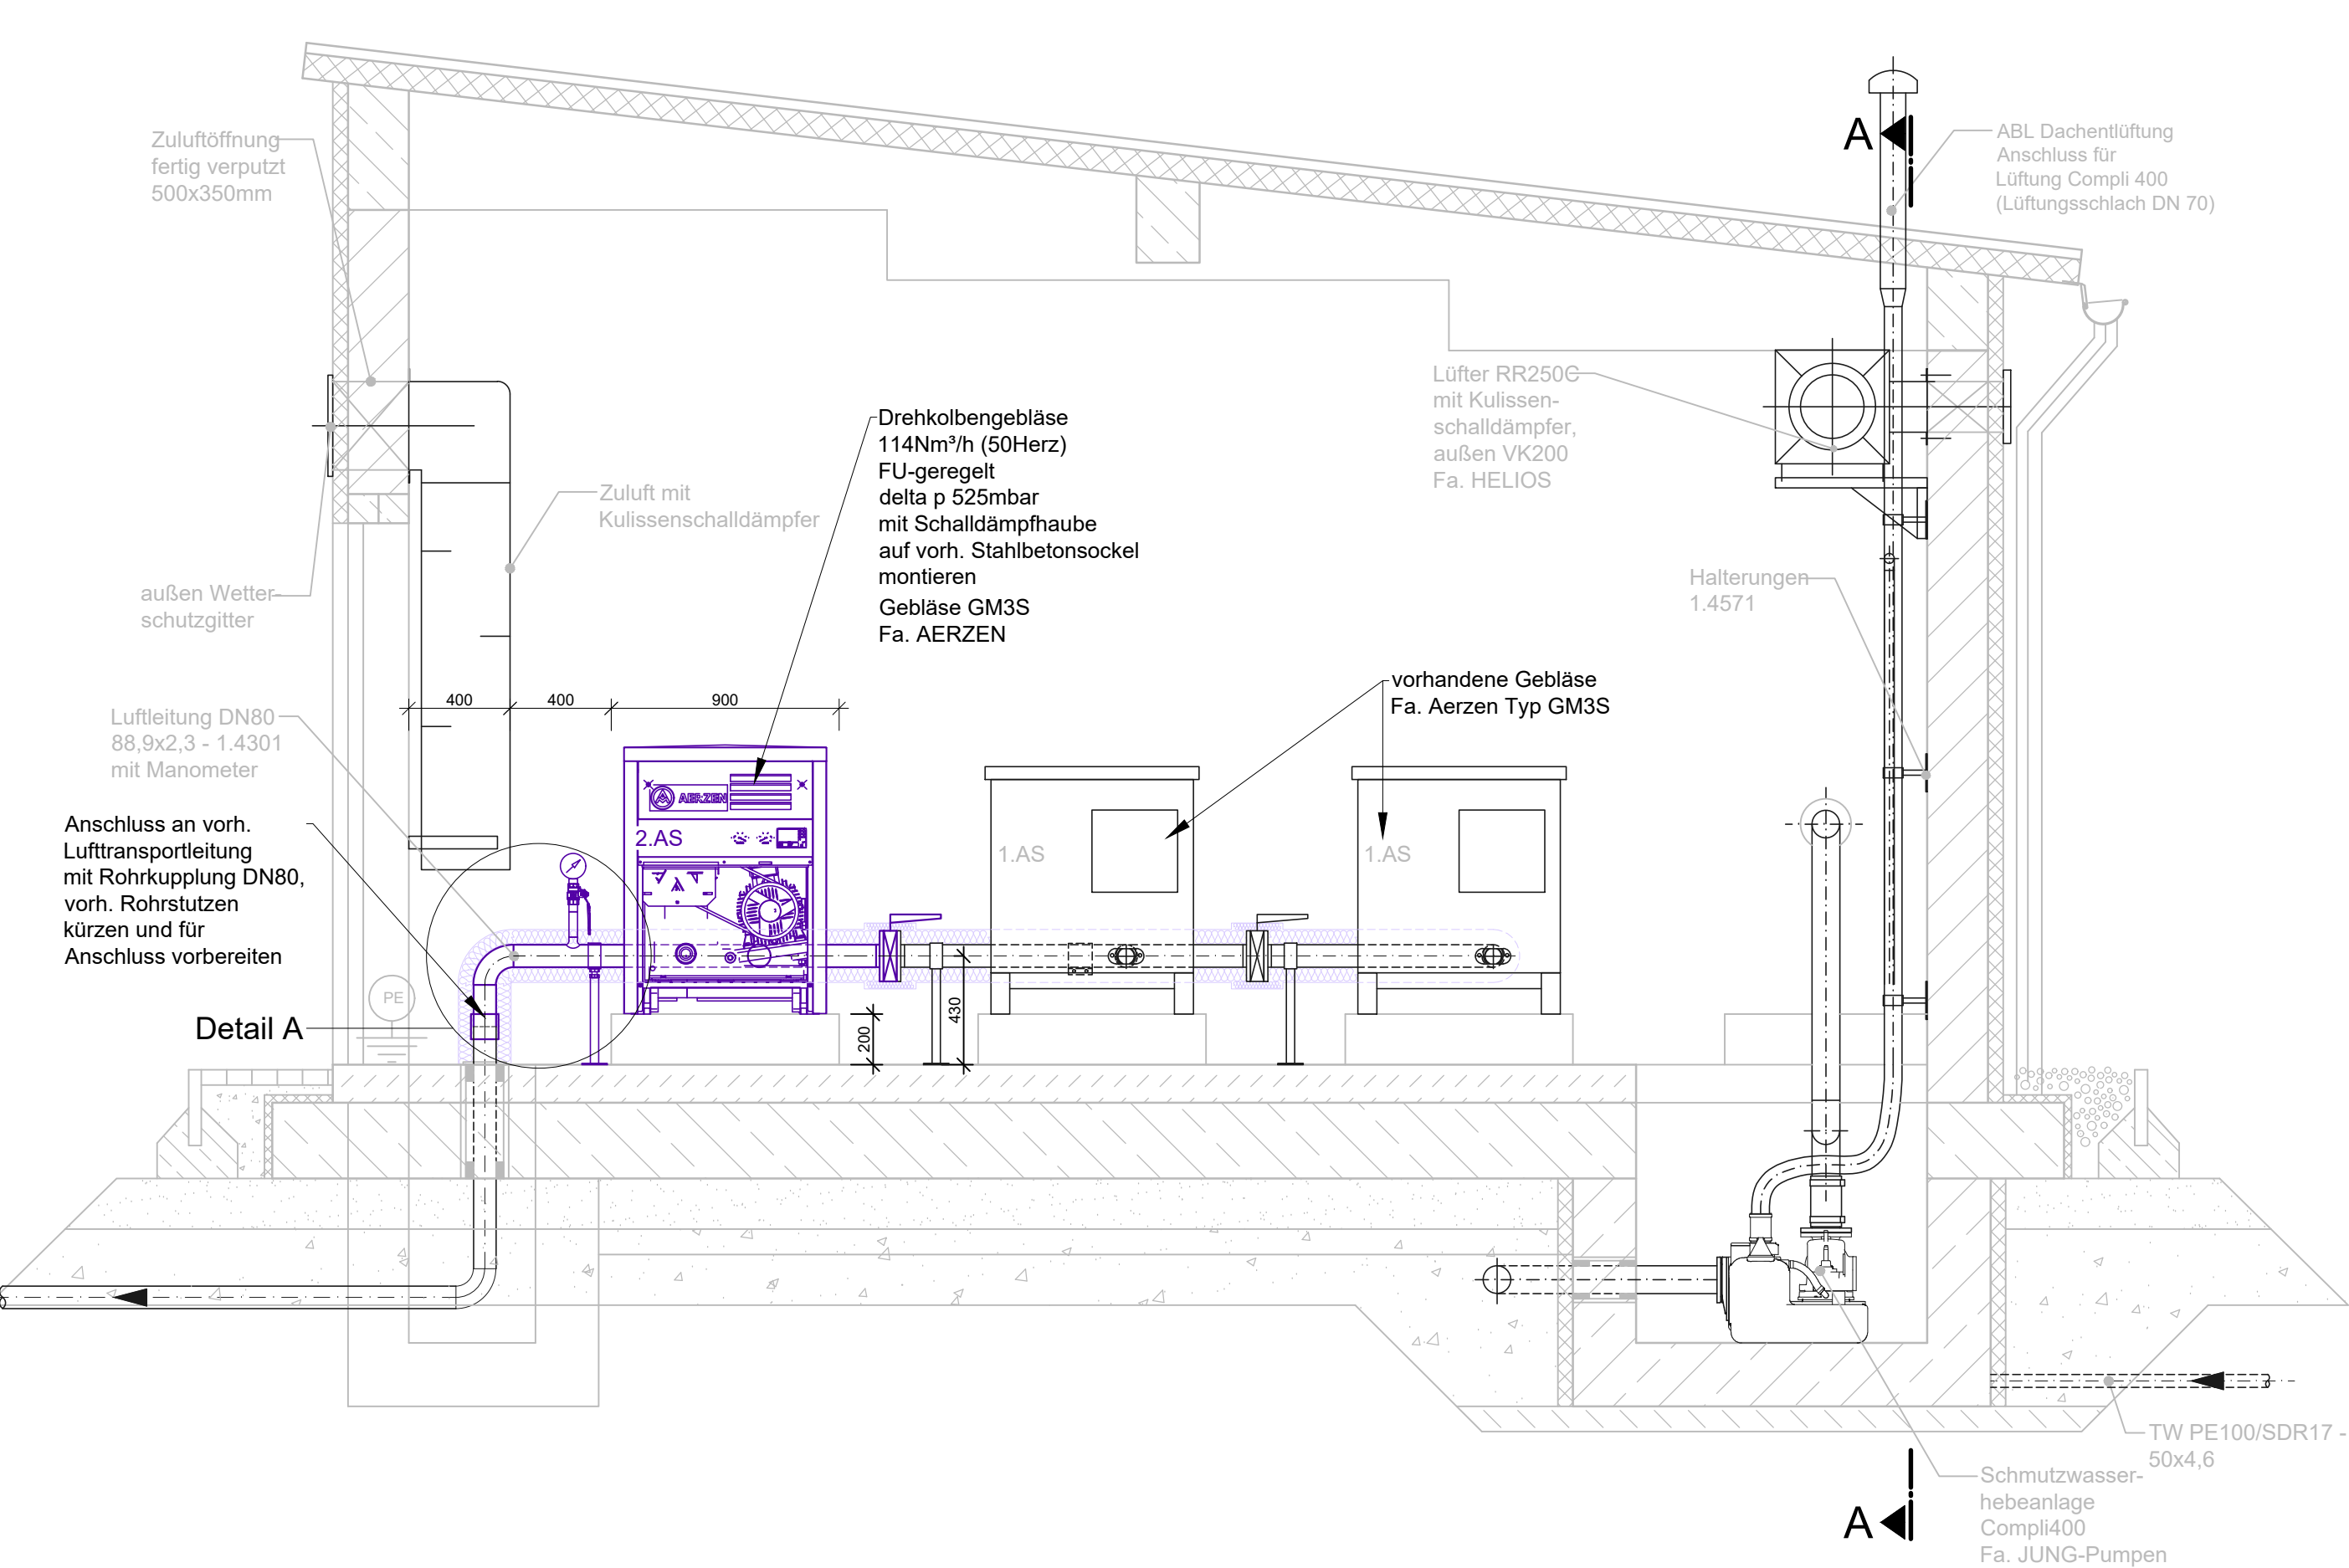 A
ABL Dachentlüftung
Anschluss für
Lüftung Compli 400
(Lüftungsschlach DN 70)
Zuluftöffnung
fertig verputzt
500x350mm
Lüfter RR250C
mit Kulissen-
schalldämpfer,
außen VK200
Fa. HELIOS
Drehkolbengebläse
114Nm³/h (50Herz)
FU-geregelt
delta p 525mbar
mit Schalldämpfhaube
auf vorh. Stahlbetonsockel
montieren
Gebläse GM3S
Fa. AERZEN
Zuluft mit
Kulissenschalldämpfer
außen Wetter-
schutzgitter
Halterungen
1.4571
vorhandene Gebläse
Fa. Aerzen Typ GM3S
400
400
900
Luftleitung DN80
88,9x2,3 - 1.4301
mit Manometer
AERZEN
2.AS
1.AS
1.AS
Anschluss an vorh.
Lufttransportleitung
mit Rohrkupplung DN80,
vorh. Rohrstutzen
kürzen und für
Anschluss vorbereiten
PE
Detail A
200
430
TW PE100/SDR17 -
50x4,6
Schmutzwasser-
hebeanlage
Compli400
Fa. JUNG-Pumpen
A